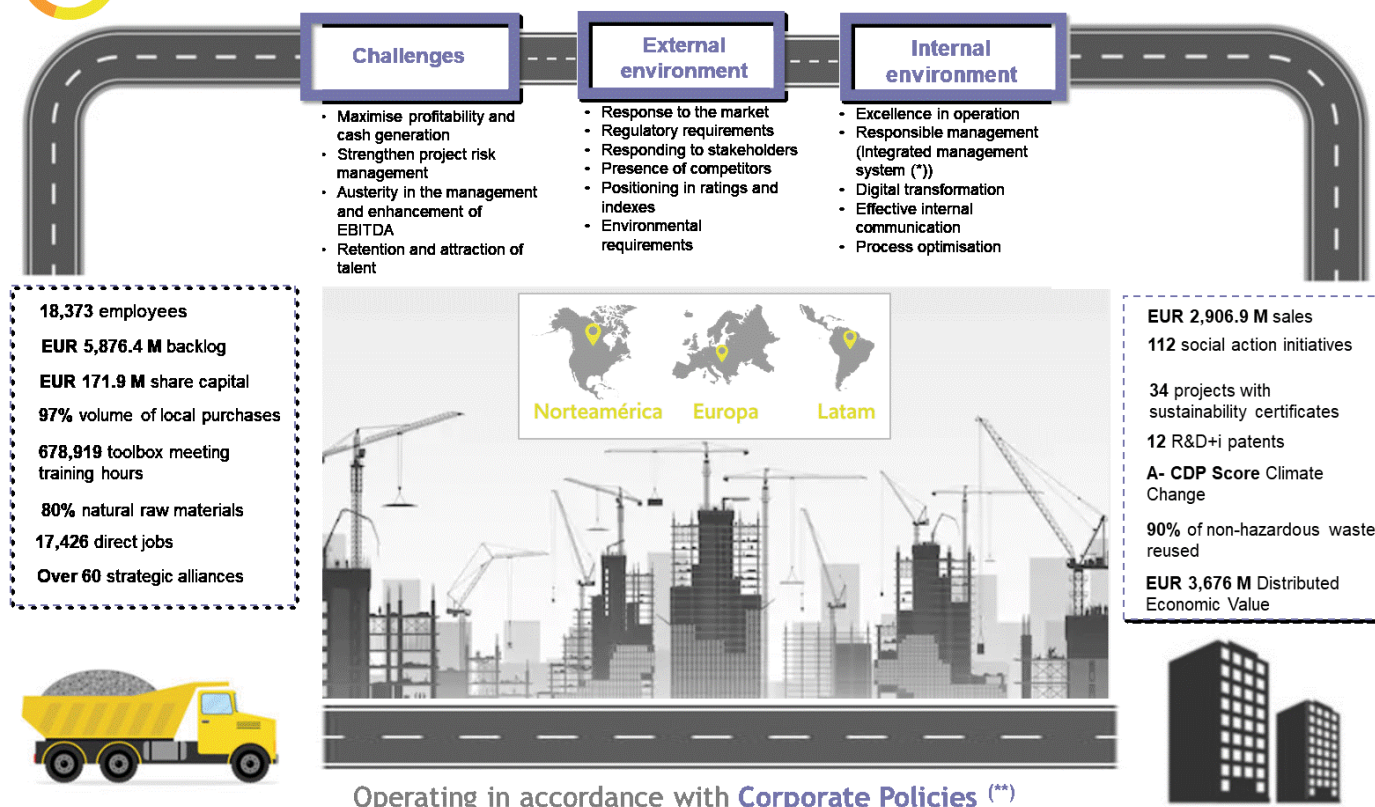 Challenges
• Maximise profitability and
cash generation
• Strengthen project risk
management
• Austerity in the management
and enhancement of
EBITDA
• Retention and attraction of
talent
External
environment
• Response to the market
• Regulatory requirements
• Responding to stakeholders
• Presence of competitors
• Positioning in ratings and
indexes
• Environmental
requirements
Internal
environment
• Excellence in operation
• Responsible management
(Integrated management
system (*))
• Digital transformation
• Effective internal
communication
• Process optimisation
18,373 employees
EUR 5,876.4 M backlog
EUR 171.9 M share capital
97% volume of local purchases
678,919 toolbox meeting
training hours
80% natural raw materials
17,426 direct jobs
Over 60 strategic alliances
Norteamérica Europa Latam
EUR 2,906.9 M sales
112 social action initiatives
34 projects with
sustainability certificates
12 R&D+i patents
A- CDP Score Climate
Change
90% of non-hazardous waste
reused
EUR 3,676 M Distributed
Economic Value
Operating in accordance with Corporate Policies (**)